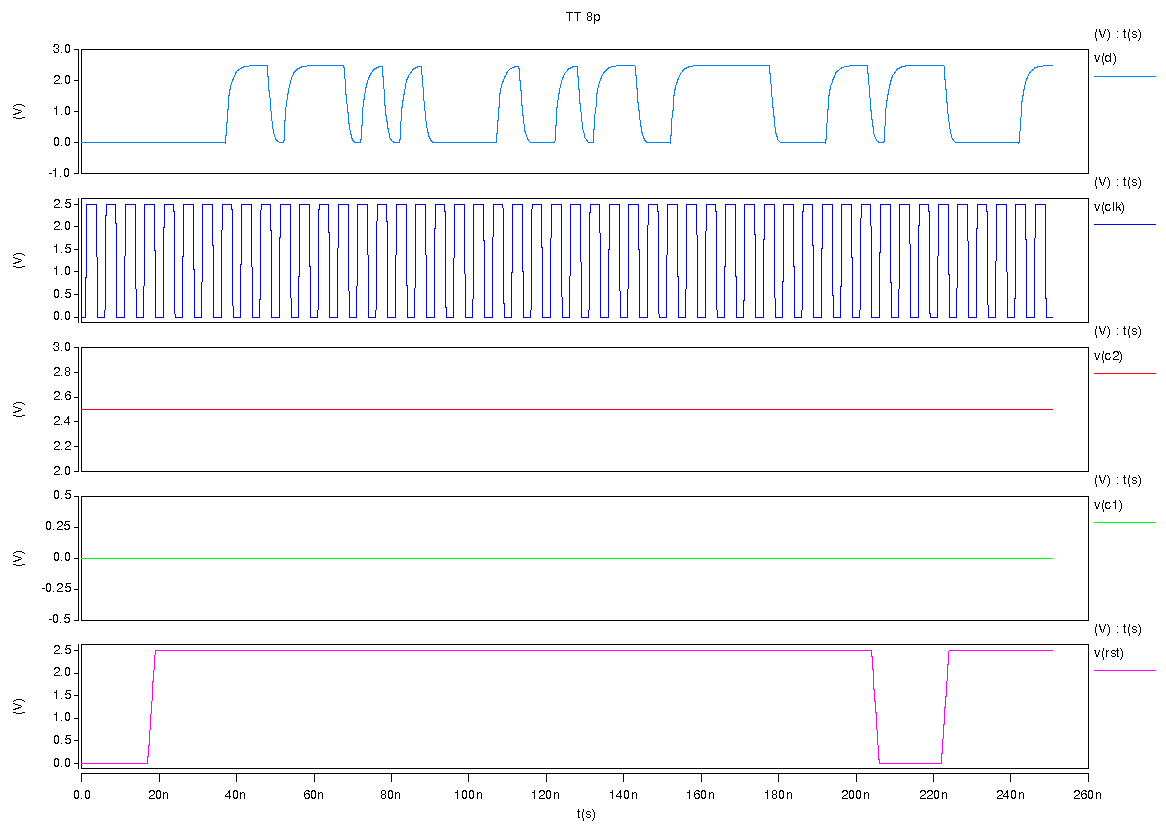 TT 8p
(V) : t(s)
3.0
v(d)
2.0
(V)
1.0
0.0
-1.0
(V) : t(s)
2.5
v(clk)
2.0
1.5
(V)
1.0
0.5
0.0
(V) : t(s)
3.0
v(c2)
2.8
2.6
(V)
2.4
2.2
2.0
(V) : t(s)
0.5
v(c1)
0.25
(V)
0.0
-0.25
-0.5
(V) : t(s)
2.5
v(rst)
2.0
1.5
(V)
1.0
0.5
0.0
0.0 20n 40n 60n 80n 100n 120n 140n 160n 180n 200n 220n 240n 260n
t(s)